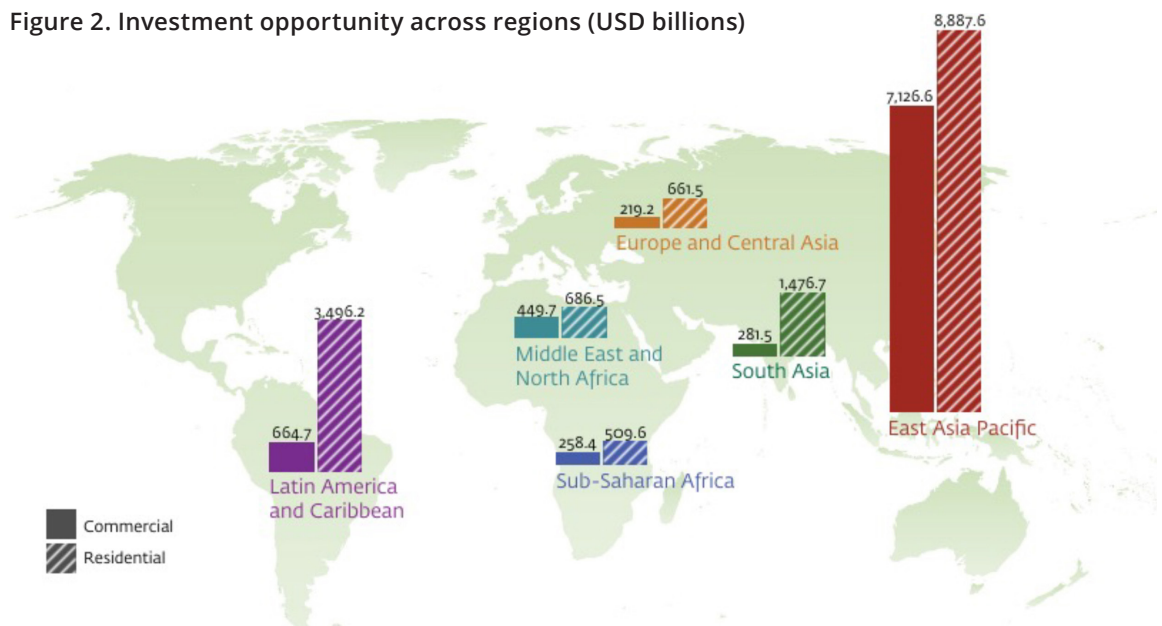 Figure 2. Investment opportunity across regions (USD billions)
8,887.6
7,126.6
661.5
219.2
Europe and Central Asia
1,476.7
281.5
South Asia
686.5
449.7
Middle East and
North Africa
3,496.2
664.7
Latin America
and Caribbean
509.6
258.4
Sub-Saharan Africa
East Asia Pacific
Commercial
Residential